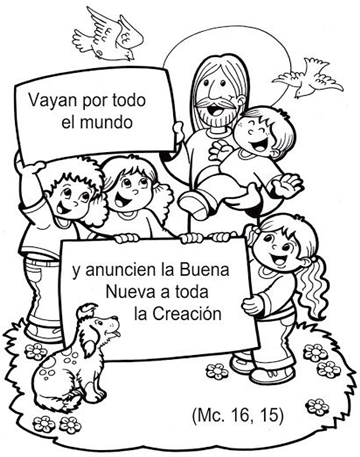 Vayan por todo
el mundo
y anuncien la Buena
Nueva a toda
la Creación
(Mc. 16, 15)